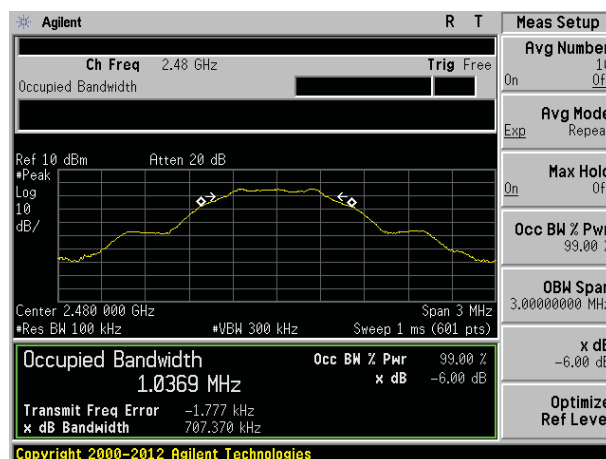 Agilent R T
Meas Setup
Ch Freq 2.48 GHz Trig Free
Occupied Bandwidth
Avg Number
On
Avg Mode
Exp
Max Hold
On
Occ BW % Pwr
99.00 %
OBW Span
3.00000000 MHz
x dB
-6.00 dB
Optimize
Ref Level
Ref 10 dBm Atten 20 dB
#Peak
Log
10
dB/
Center 2.480 000 GHz Span 3 MHz
#Res BW 100 kHz #VBW 300 kHz Sweep 1 ms (601 pts)
Occupied Bandwidth Occ BW % Pwr 99.00 %
1.0369 MHz x dB -6.00 dB
Transmit Freq Error -1.777 kHz
x dB Bandwidth 707.370 kHz
Copyright 2000-2012 Agilent Technologies